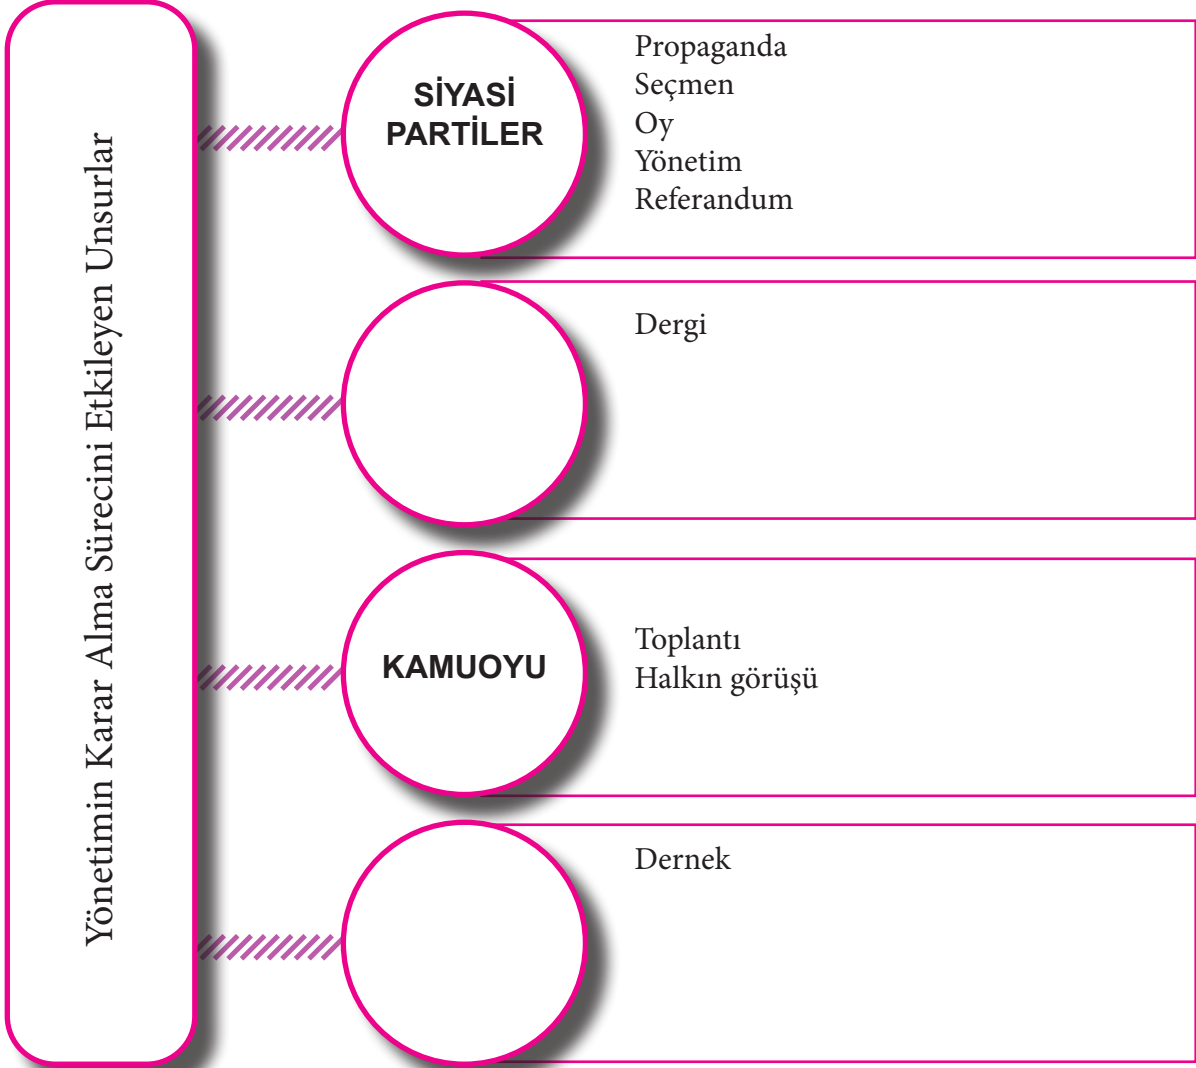 Yönetimin Karar Alma Sürecini Etkileyen Unsurlar
SİYASİ
PARTİLER
Propaganda
Seçmen
Oy
Yönetim
Referandum
Dergi
KAMUOYU
Toplantı
Halkın görüşü
Dernek